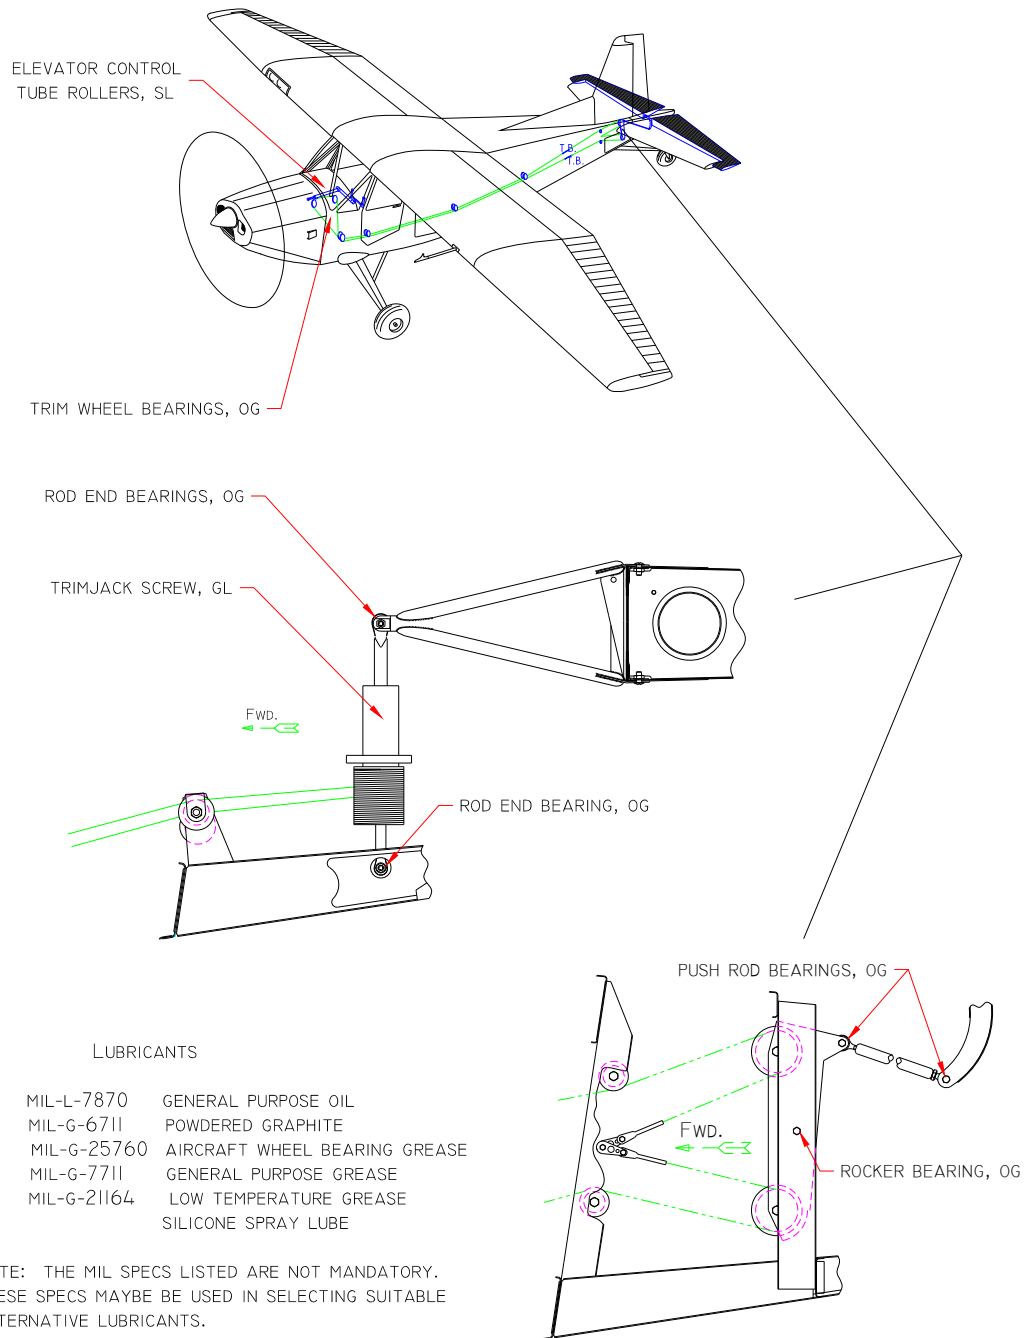 ELEVATOR CONTROL
TUBE ROLLERS, SL
T.B.
T.B.
TRIM WHEEL BEARINGS, OG
ROD END BEARINGS, OG
TRIMJACK SCREW, GL
FWD.
ROD END BEARING, OG
PUSH ROD BEARINGS, OG
FWD.
ROCKER BEARING, OG
LUBRICANTS
MIL-L-7870 GENERAL PURPOSE OIL
MIL-G-6711 POWDERED GRAPHITE
MIL-G-25760 AIRCRAFT WHEEL BEARING GREASE
MIL-G-7711 GENERAL PURPOSE GREASE
MIL-G-21164 LOW TEMPERATURE GREASE
SILICONE SPRAY LUBE
TE: THE MIL SPECS LISTED ARE NOT MANDATORY.
ESE SPECS MAYBE BE USED IN SELECTING SUITABLE
TERNATIVE LUBRICANTS.